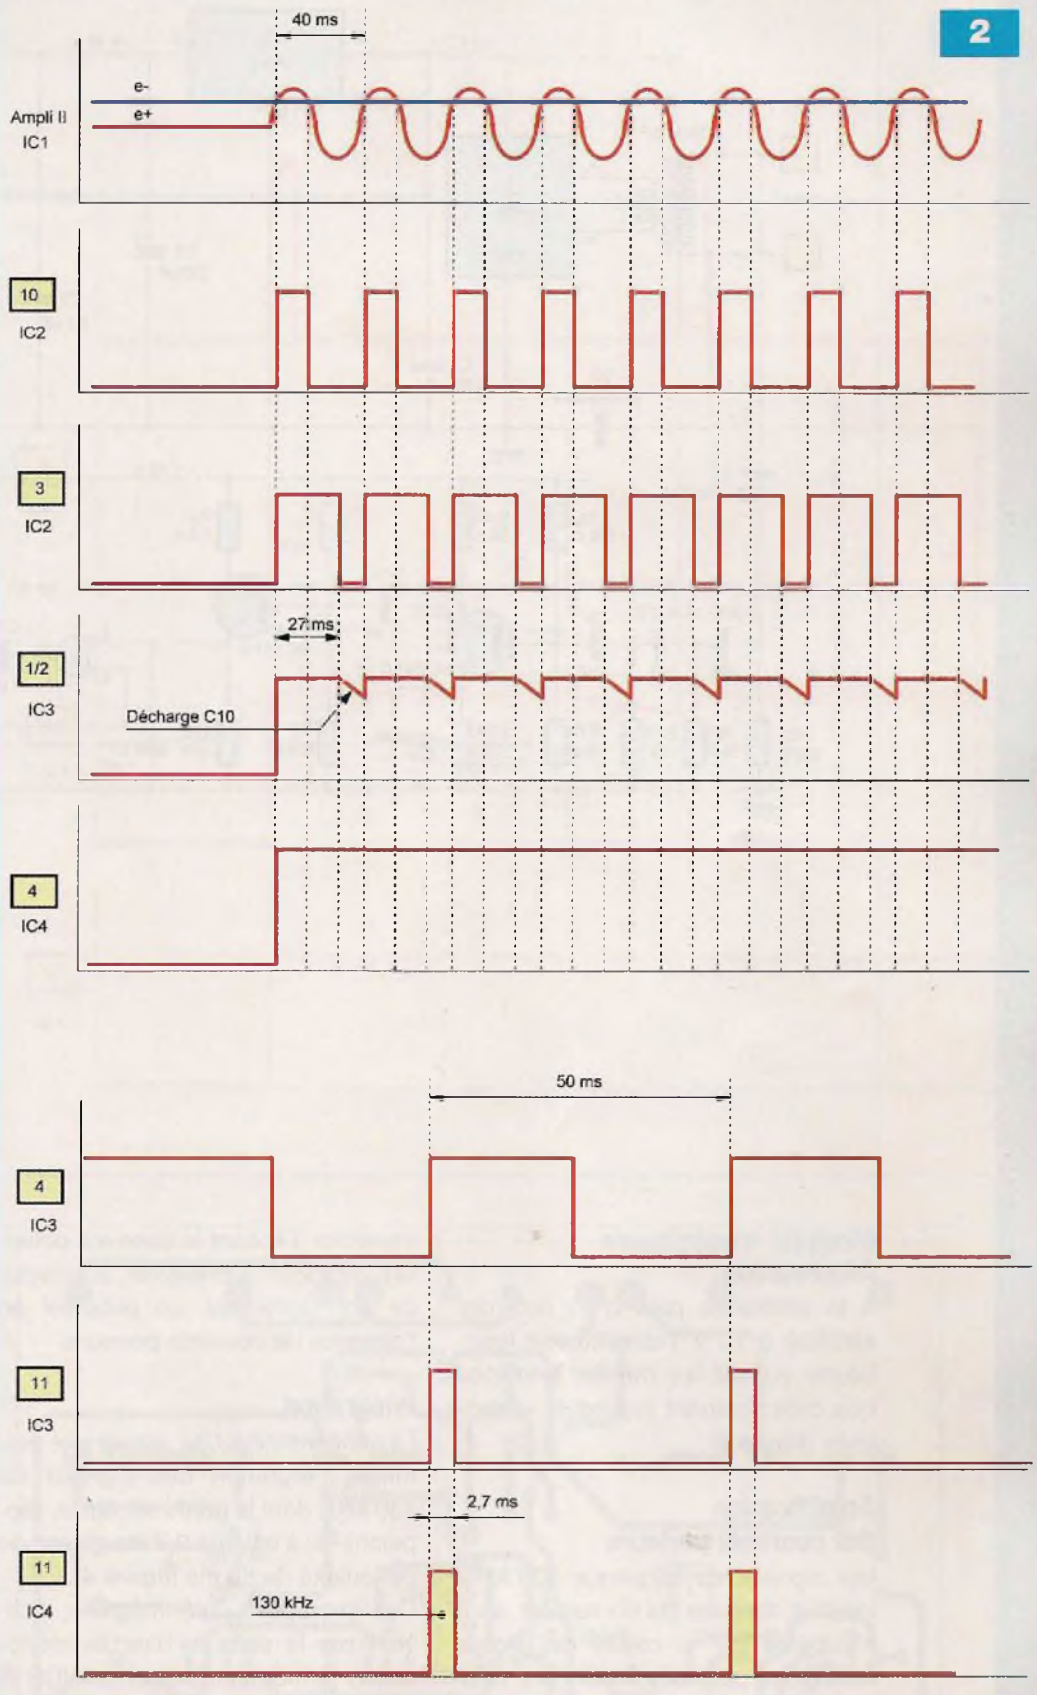 2
40 ms
e-
e+
Ampli II
IC1
10
IC2
3
IC2
27 ms
1/2
IC3
Décharge C10
4
IC4
50 ms
4
IC3
11
IC3
2,7 ms
11
IC4
130 kHz